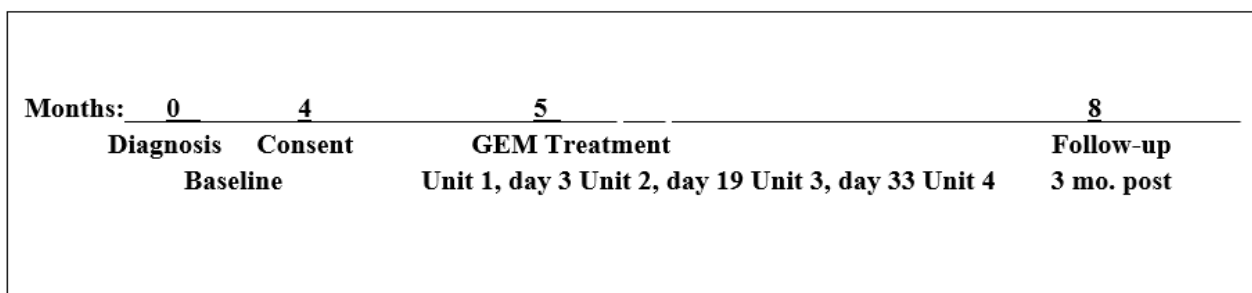 Months: 0 4 5 8
Diagnosis Consent GEM Treatment Follow-up
Baseline Unit 1, day 3 Unit 2, day 19 Unit 3, day 33 Unit 4 3 mo. post